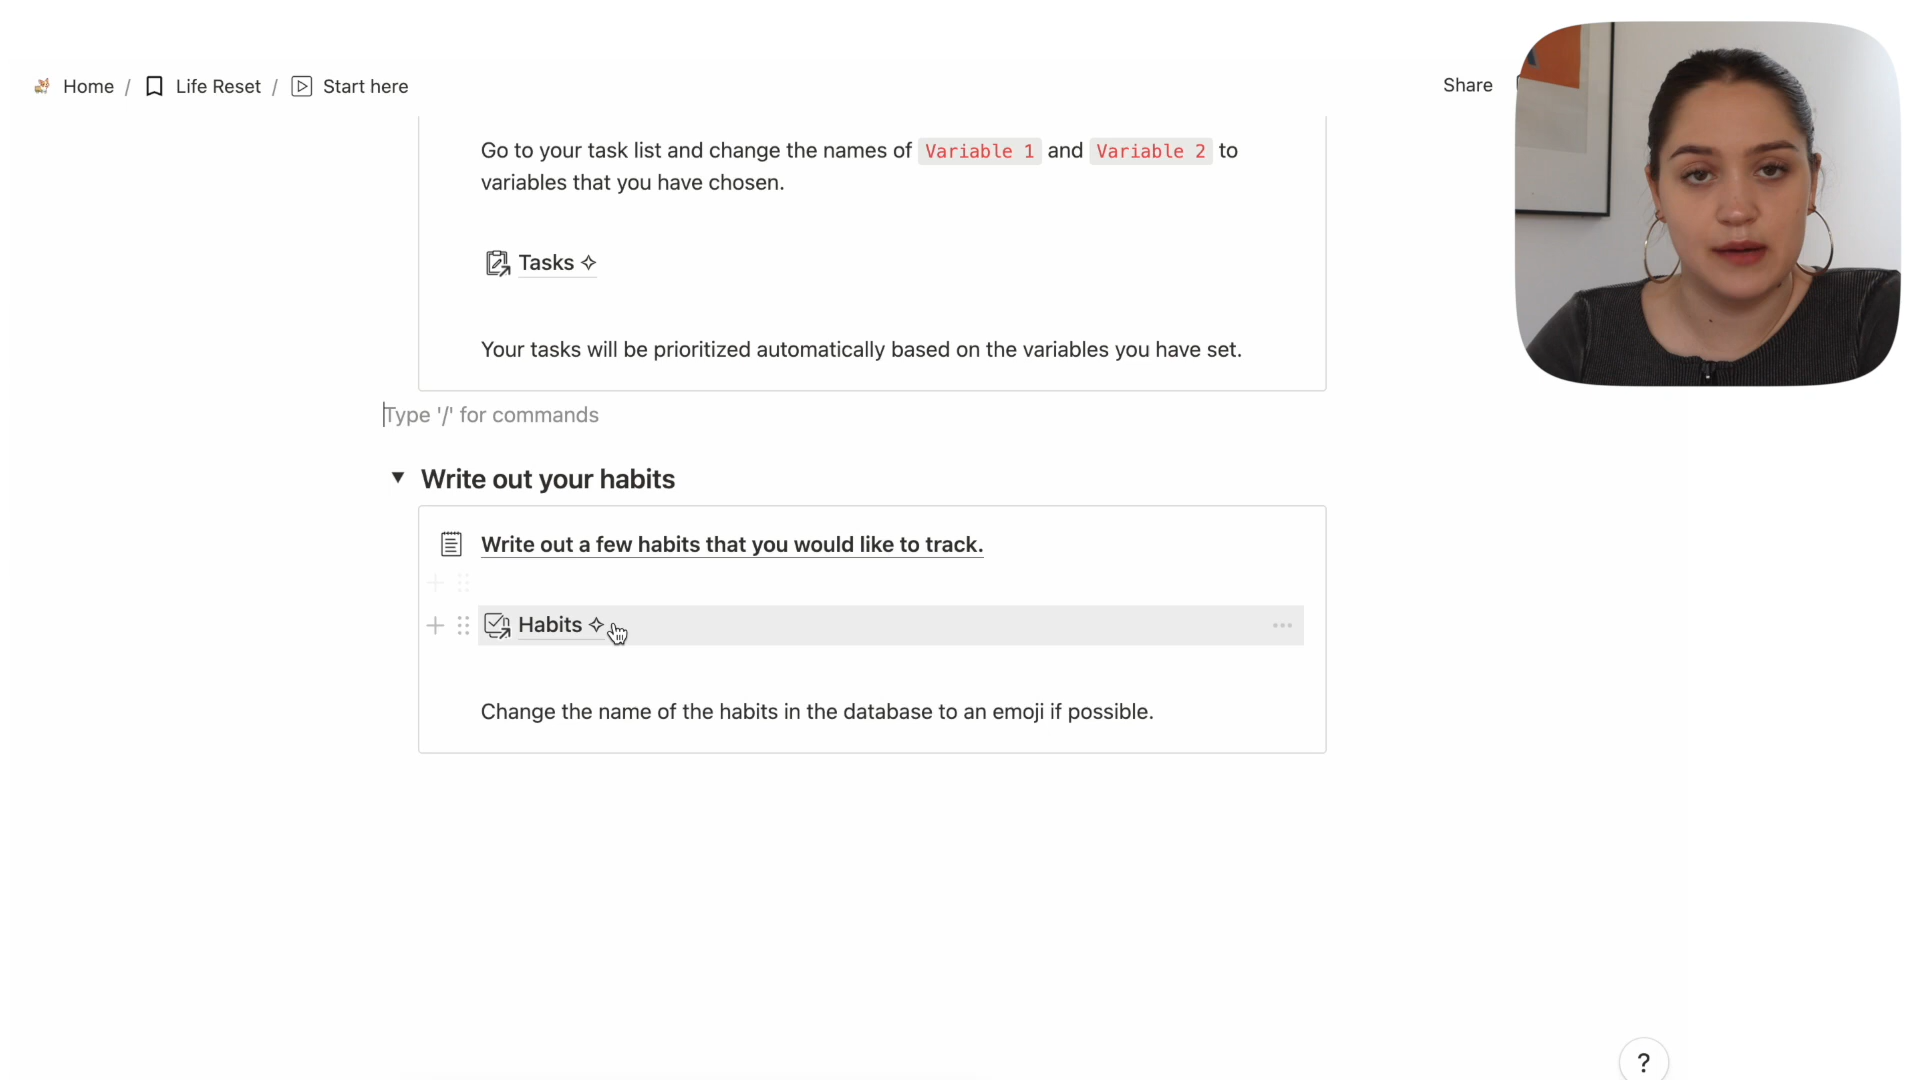 Home / Life Reset / Start here
Share
Go to your task list and change the names of Variable 1 and Variable 2 to
variables that you have chosen.
Tasks ✧
Your tasks will be prioritized automatically based on the variables you have set.
Type '/' for commands
Write out your habits
Write out a few habits that you would like to track.
Habits ✧
Change the name of the habits in the database to an emoji if possible.
?